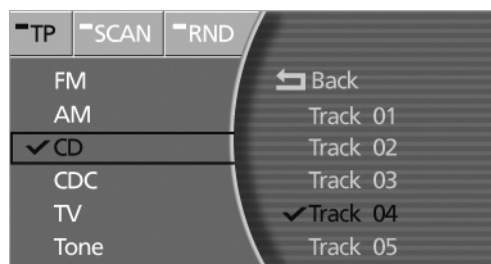 TP SCAN RND
FM
AM
CD
CDC
TV
Tone
Back
Track 01
Track 02
Track 03
Track 04
Track 05